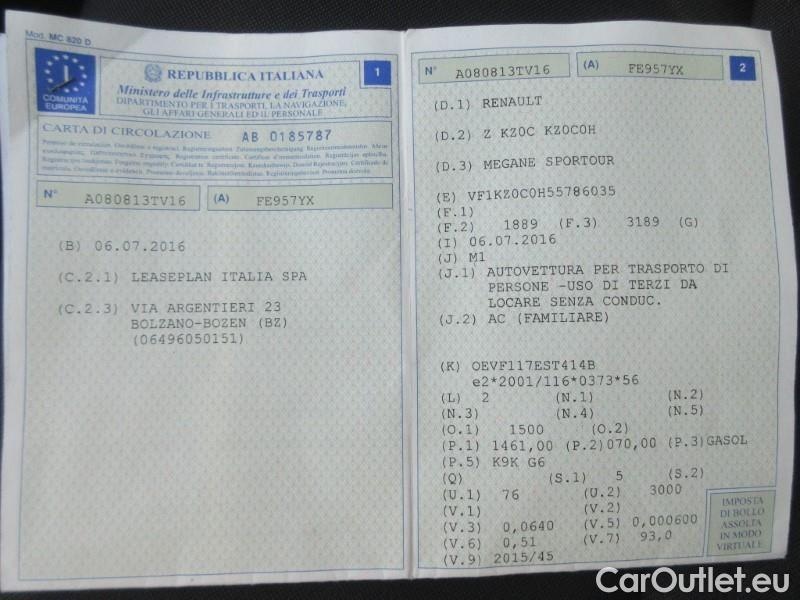 Mod. MC 820 D
COMUNITÀ
EUROPEA
REPUBBLICA ITALIANA
1
Ministero delle Infrastrutture e dei Trasporti
DIPARTIMENTO PER I TRASPORTI, LA NAVIGAZIONE,
GLI AFFARI GENERALI ED IL PERSONALE
CARTA DI CIRCOLAZIONE AB 0185787
N° A080813TV16 (A) FE957YX
(B) 06.07.2016
(C.2.1) LEASEPLAN ITALIA SPA
(C.2.3) VIA ARGENTIERI 23
BOLZANO-BOZEN (BZ)
(06496050151)
N° A080813TV16 (A) FE957YX 2
(D.1) RENAULT
(D.2) Z KZ0C KZ0C0H
(D.3) MEGANE SPORTOUR
(E) VF1KZ0C0H55786035
(F.1)
(F.2) 1889 (F.3) 3189 (G)
(I) 06.07.2016
(J) M1
(J.1) AUTOVETTURA PER TRASPORTO DI
PERSONE -USO DI TERZI DA
LOCARE SENZA CONDUC.
(J.2) AC (FAMILIARE)
(K) OEVF117EST414B
e2*2001/116*0373*56
(L) 2 (N.1) (N.2)
(N.3) (N.4) (N.5)
(O.1) 1500 (O.2)
(P.1) 1461,00 (P.2)070,00 (P.3)GASOL
(P.5) K9K G6
(Q) (S.1) 5 (S.2)
(U.1) 76 (U.2) 3000
(V.1) (V.2)
(V.3) 0,0640 (V.5) 0,000600
(V.6) 0,51 (V.7) 93,0
(V.9) 2015/45
IMPOSTA
DI BOLLO
ASSOLTA
IN MODO
VIRTUALE
CarOutlet.eu